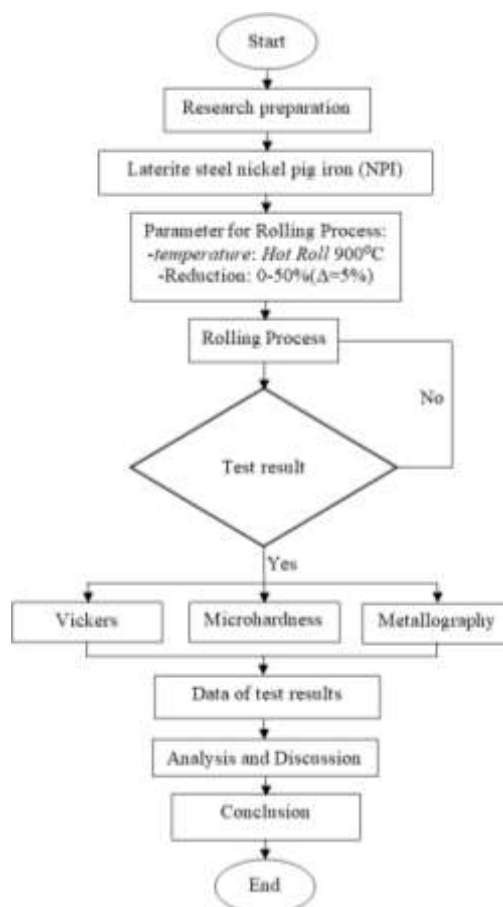 Start
Research preparation
Laterite steel nickel pig iron (NPI)
Parameter for Rolling Process:
-temperature: Hot Roll 900⁰C
-Reduction: 0-50%(Δ=5%)
Rolling Process
No
Test result
Yes
Vickers
Microhardness
Metallography
Data of test results
Analysis and Discussion
Conclusion
End